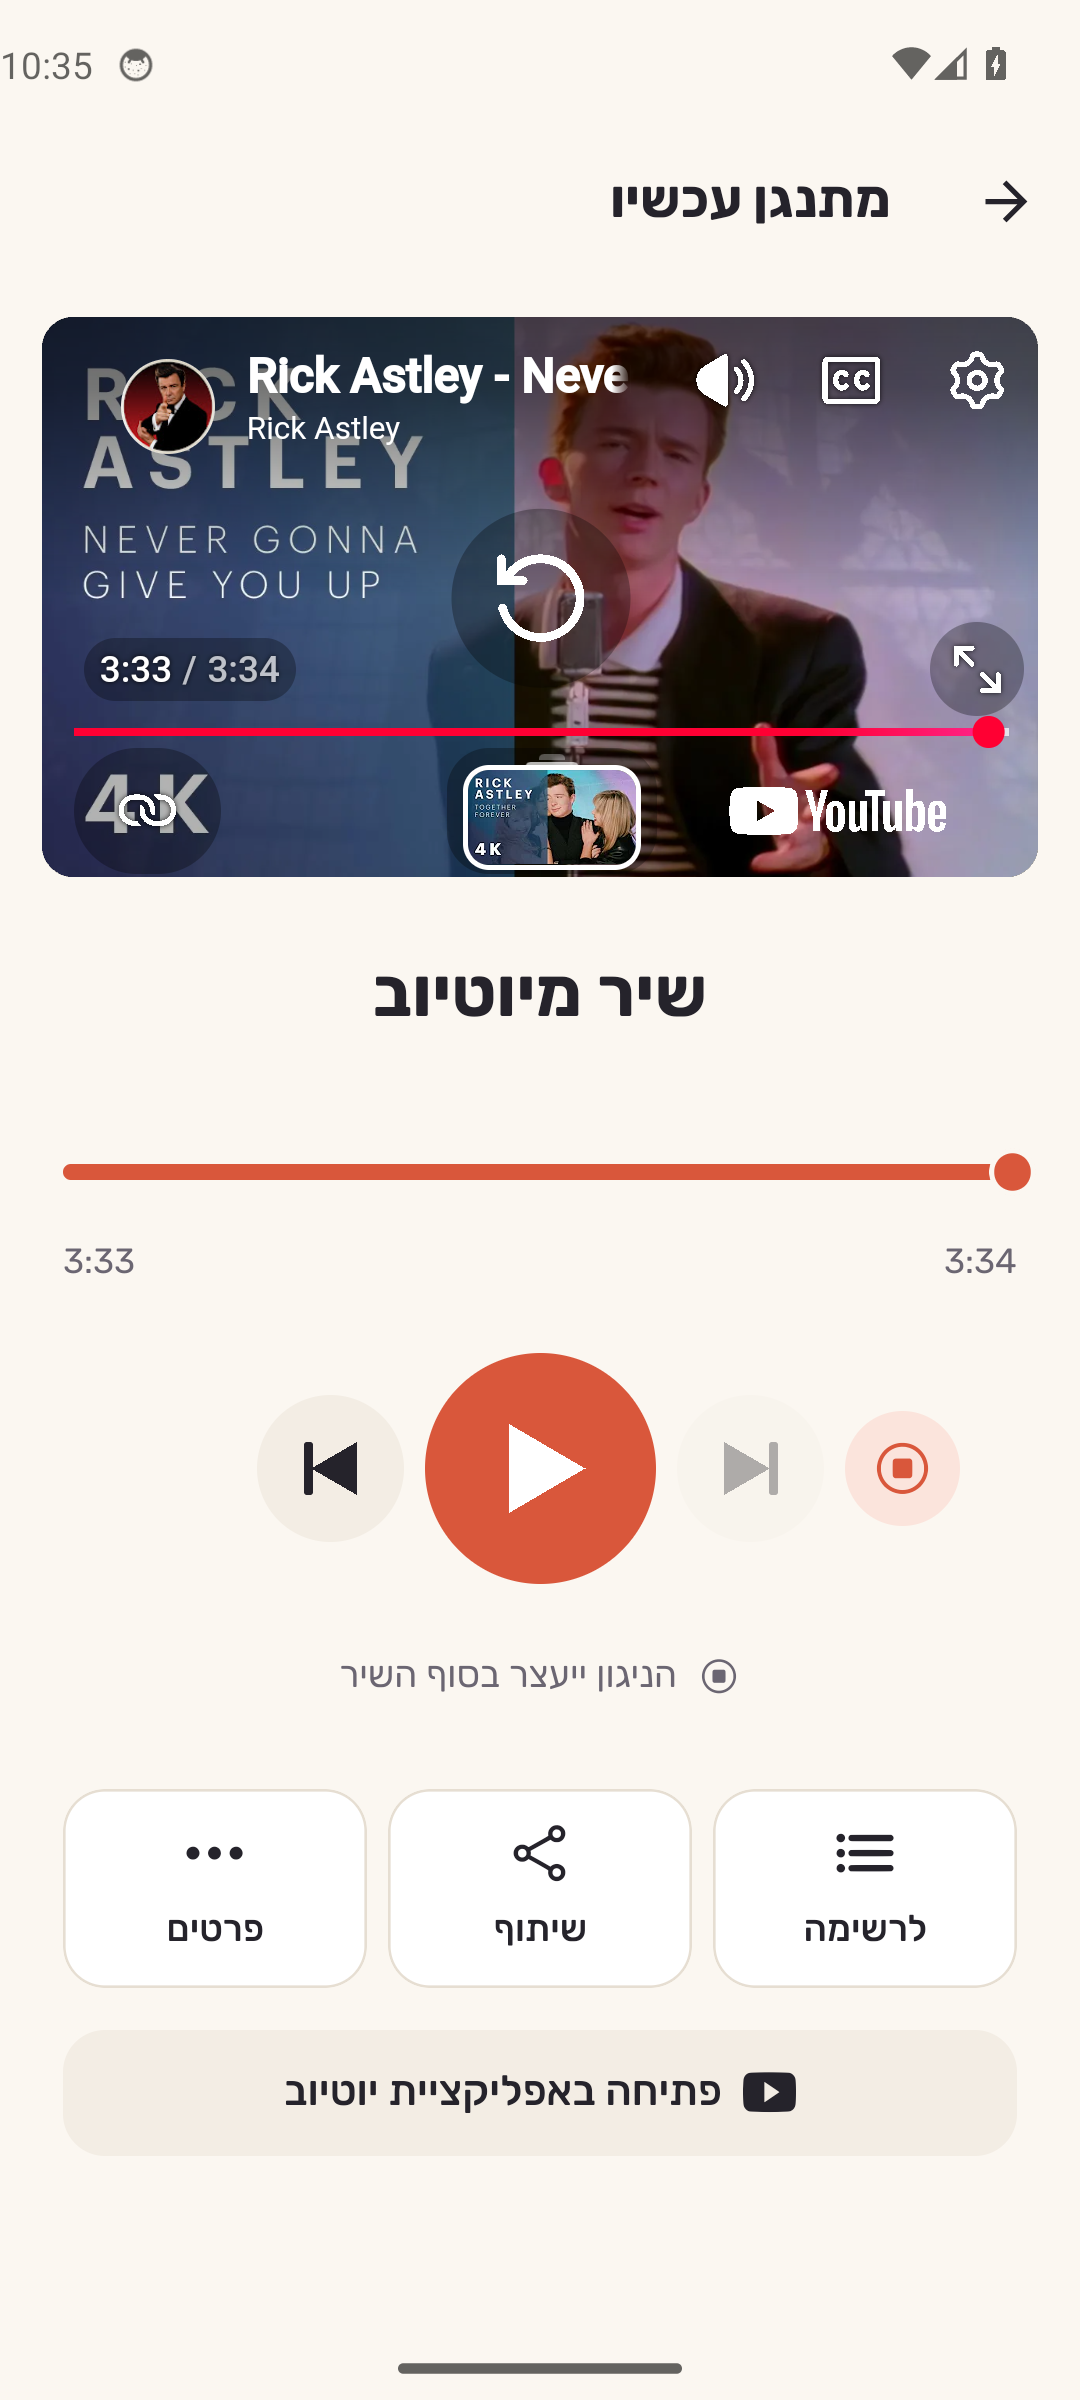 10:35
מתנגן עכשיו
Rick Astley - Neve
Rick Astley
RICK
ASTLEY
NEVER GONNA
GIVE YOU UP
3:33 / 3:34
4K
RICK
ASTLEY
TOGETHER
FOREVER
4K
YouTube
CC
שיר מיוטיוב
3:33
3:34
הניגון ייעצר בסוף השיר
לרשימה
שיתוף
פרטים
פתיחה באפליקציית יוטיוב